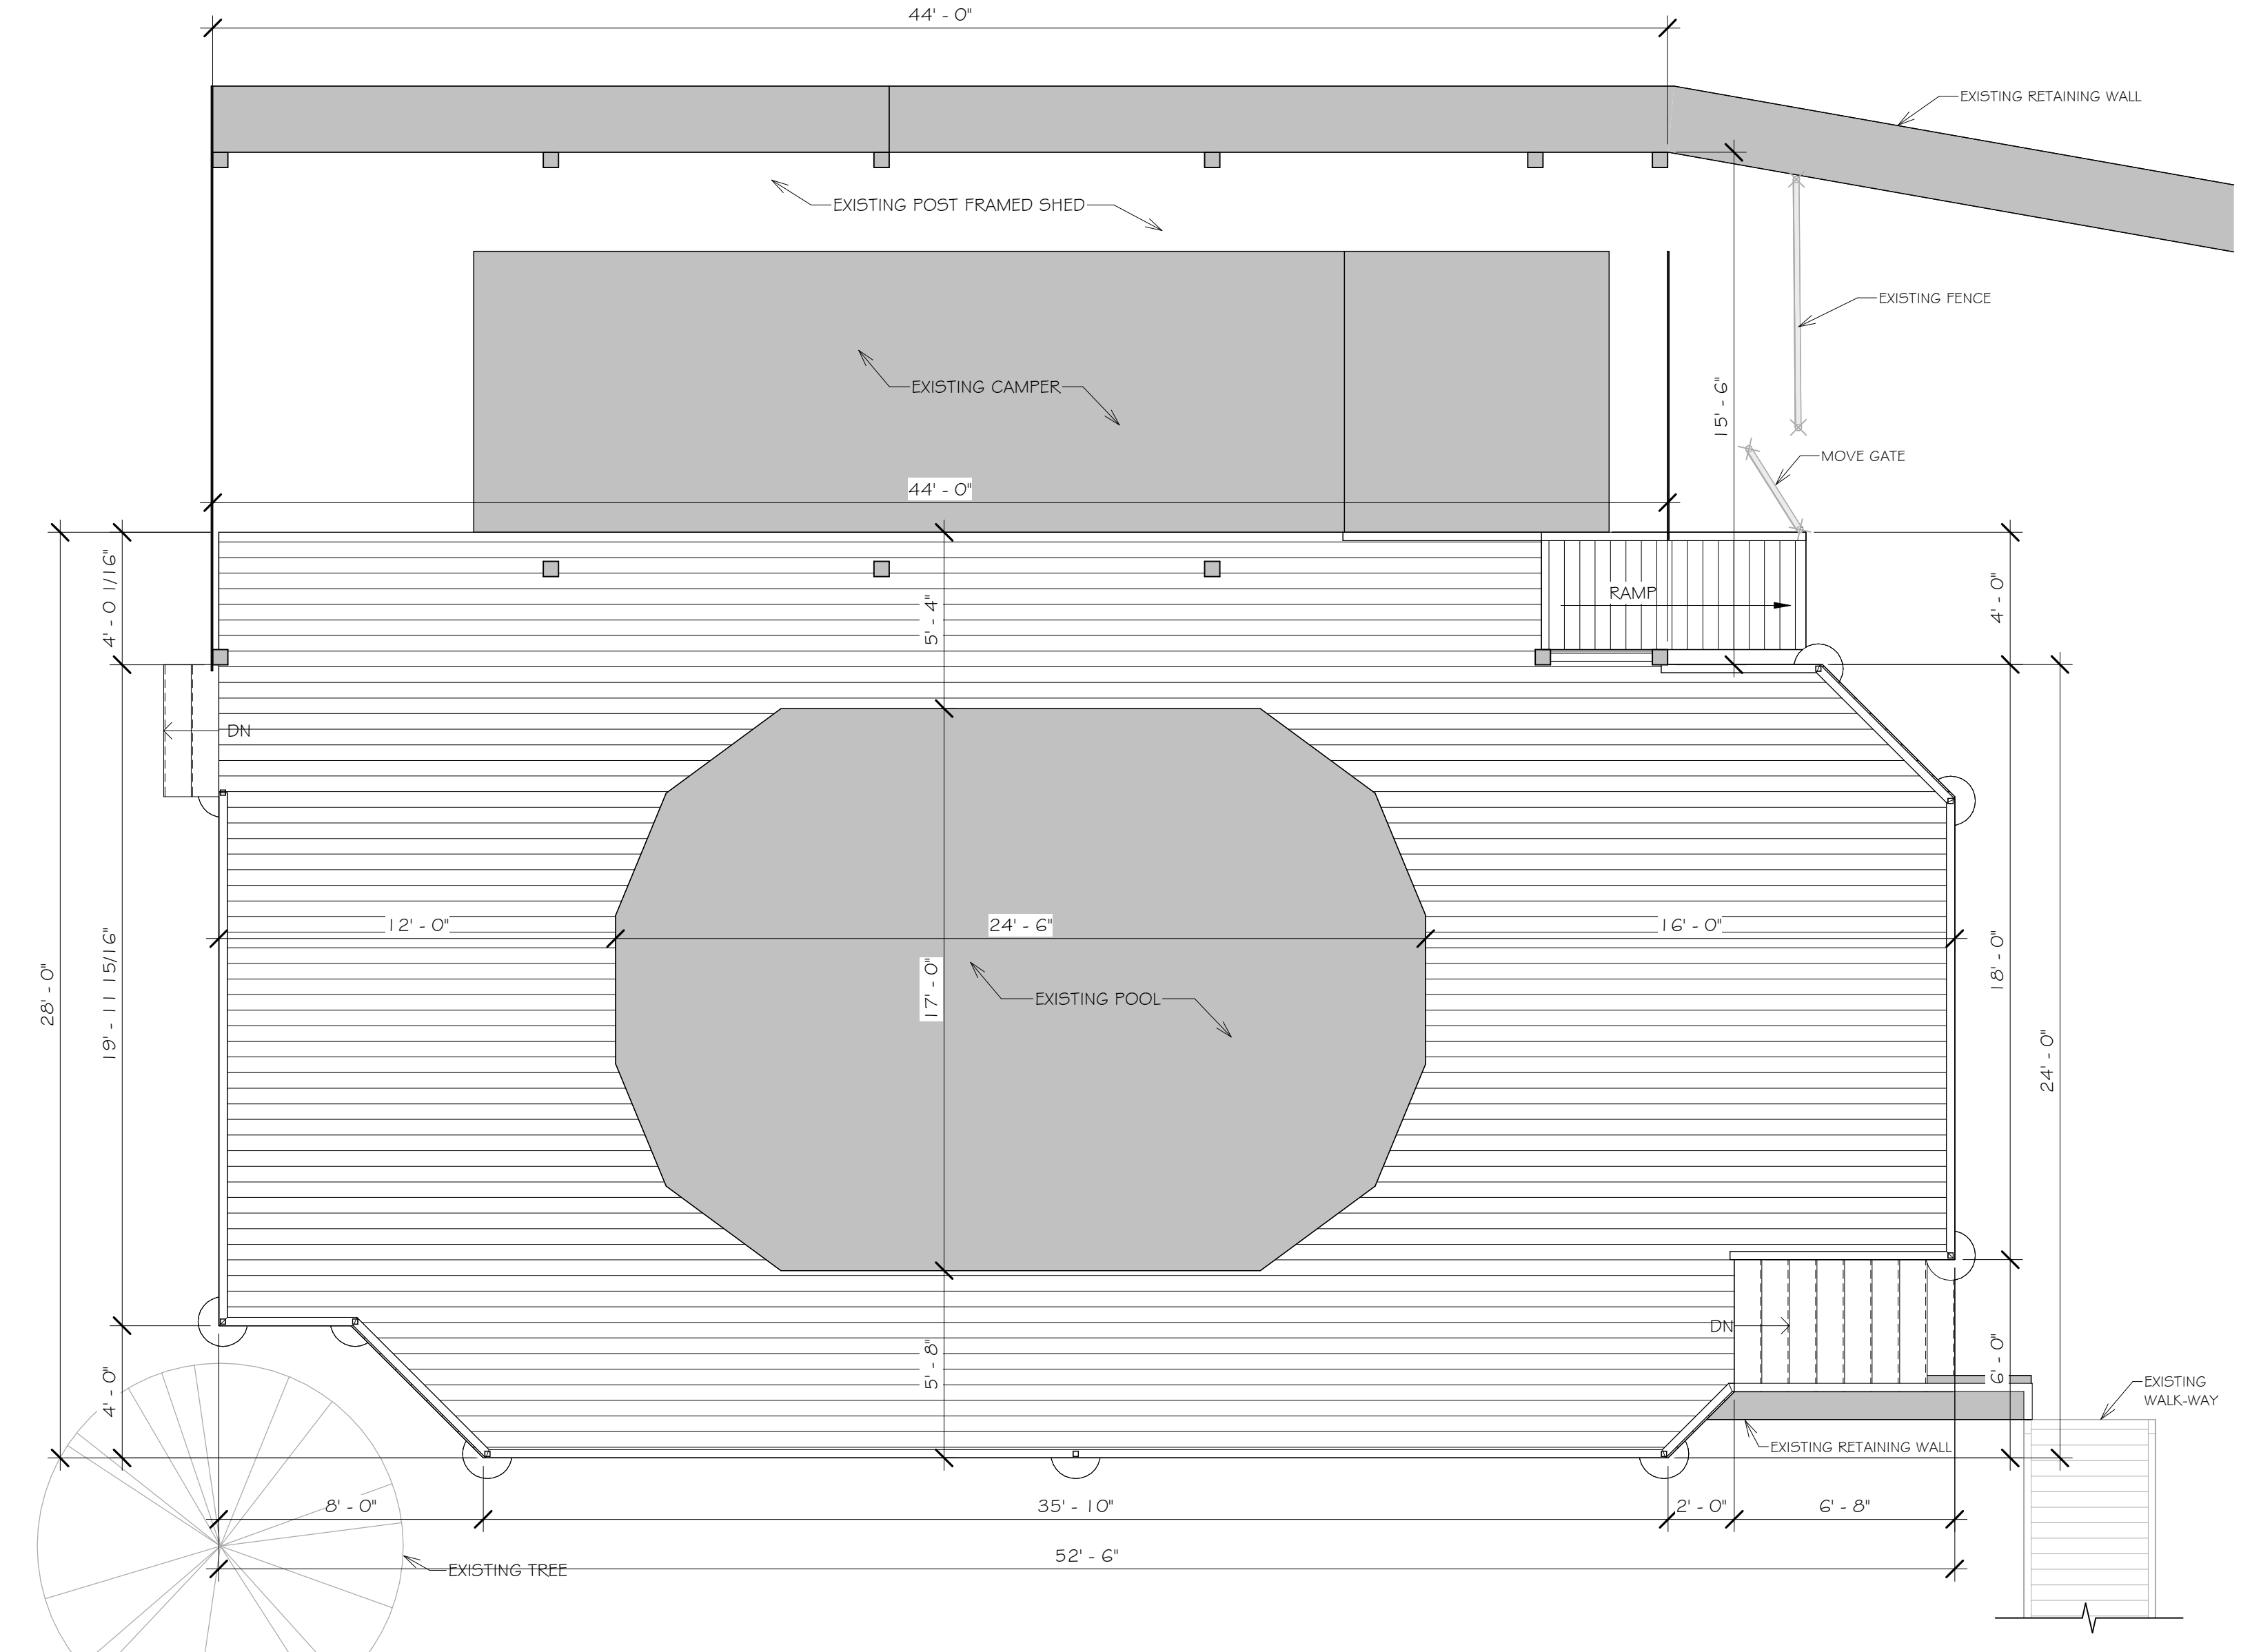 44' - 0"
EXISTING RETAINING WALL
EXISTING POST FRAMED SHED
EXISTING FENCE
EXISTING CAMPER
15' - 6"
MOVE GATE
44' - 0"
4' - 0 1/16"
5' - 4"
RAMP
4' - 0"
DN
12' - 0"
24' - 6"
16' - 0"
28' - 0"
19' - 11 15/16"
17' - 0"
EXISTING POOL
18' - 0"
24' - 0"
DN
5' - 8"
6' - 0"
4' - 0"
EXISTING
WALK-WAY
EXISTING RETAINING WALL
8' - 0"
35' - 10"
2' - 0"
6' - 8"
52' - 6"
EXISTING TREE